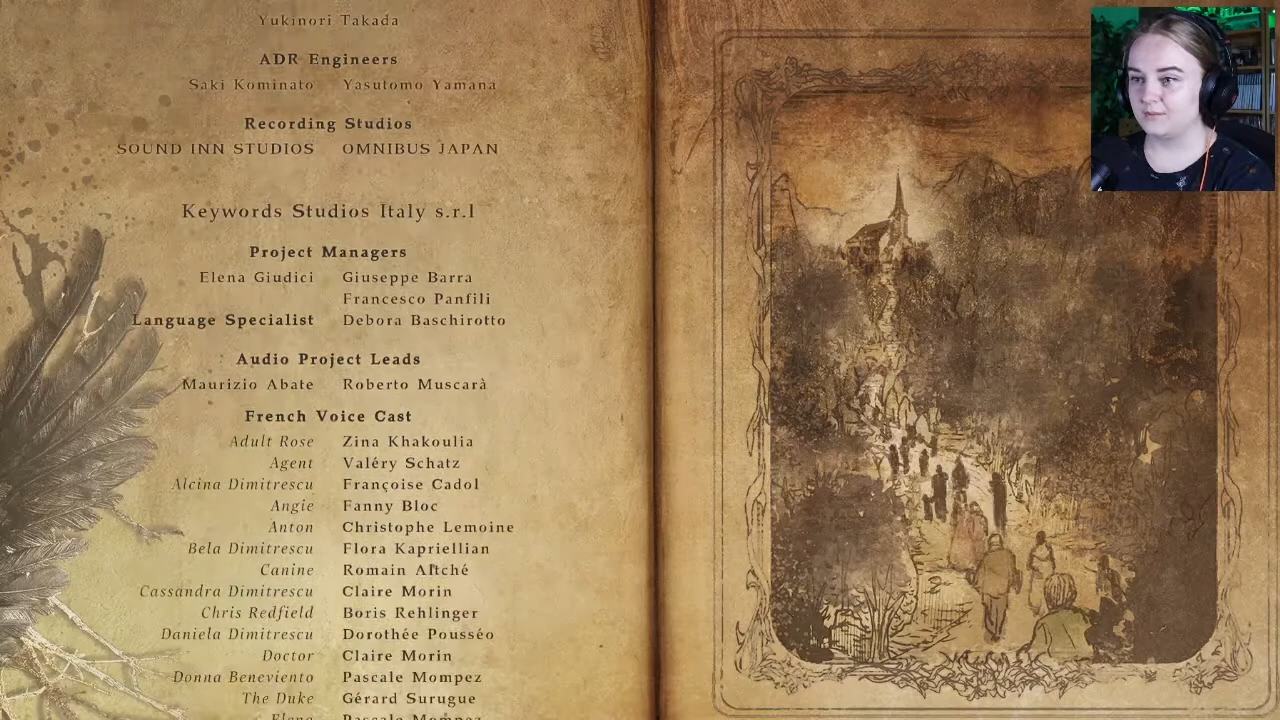 Yukinori Takada
ADR Engineers
Saki Kominato Yasutomo Yamana
Recording Studios
SOUND INN STUDIOS OMNIBUS JAPAN
Keywords Studios Italy s.r.l
Project Managers
Elena Giudici Giuseppe Barra
Francesco Panfili
Language Specialist Debora Baschirotto
Audio Project Leads
Maurizio Abate Roberto Muscarà
French Voice Cast
Adult Rose Zina Khakoulia
Agent Valéry Schatz
Alcina Dimitrescu Françoise Cadol
Angie Fanny Bloc
Anton Christophe Lemoine
Bela Dimitrescu Flora Kapriellian
Canine Romain Altché
Cassandra Dimitrescu Claire Morin
Chris Redfield Boris Rehlinger
Daniela Dimitrescu Dorothée Pousséo
Doctor Claire Morin
Donna Beneviento Pascale Mompez
The Duke Gérard Surugue
Elena Pascale Mompez